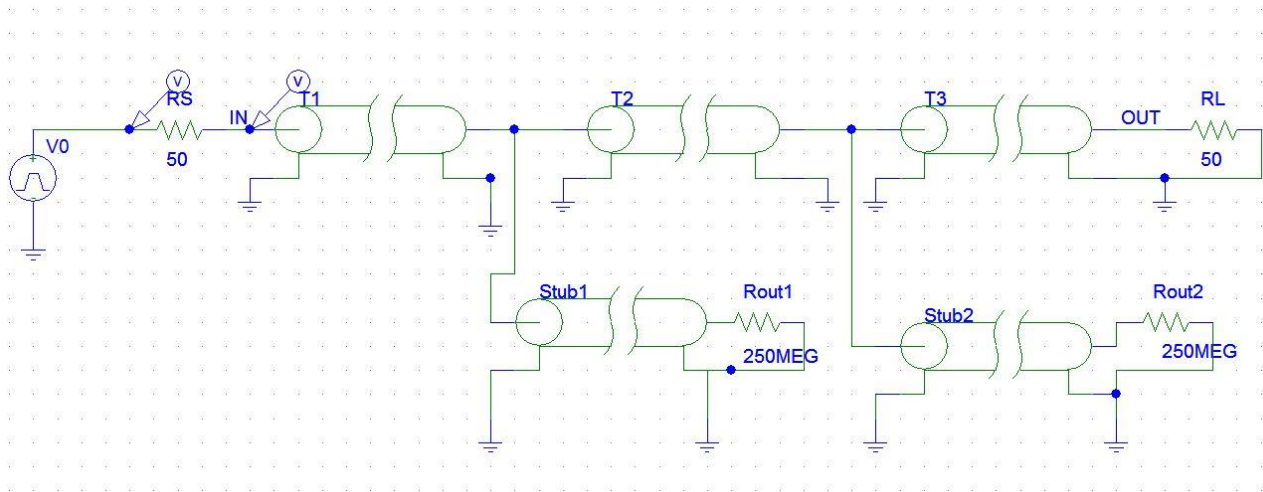 V V
RS T1 T2 T3 RL
IN OUT
V0
50 50
Stub1 Rout1 Rout2
Stub2
250MEG 250MEG